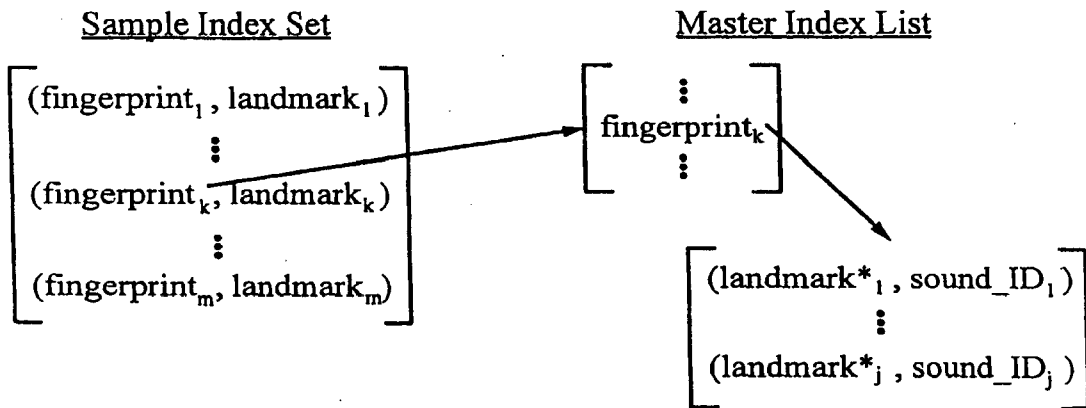 Sample Index Set
(fingerprint₁ , landmark₁ )
(fingerprintₖ, landmarkₖ)
(fingerprintₘ, landmarkₘ)
Master Index List
fingerprintₖ
(landmark*₁ , sound_ID₁ )
(landmark*ⱼ , sound_IDⱼ )